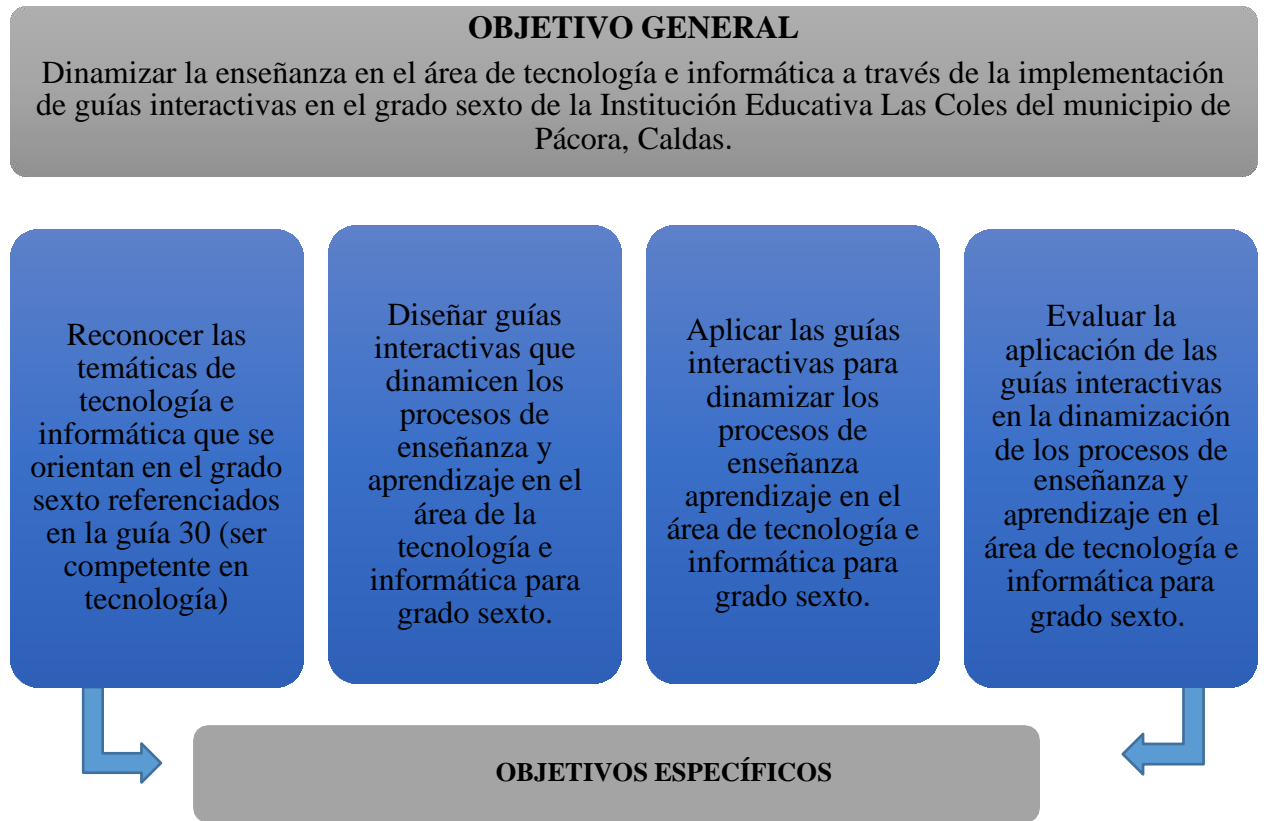 OBJETIVO GENERAL
Dinamizar la enseñanza en el área de tecnología e informática a través de la implementación
de guías interactivas en el grado sexto de la Institución Educativa Las Coles del municipio de
Pácora, Caldas.
Reconocer las
temáticas de
tecnología e
informática que se
orientan en el grado
sexto referenciados
en la guía 30 (ser
competente en
tecnología)
Diseñar guías
interactivas que
dinamicen los
procesos de
enseñanza y
aprendizaje en el
área de la
tecnología e
informática para
grado sexto.
Aplicar las guías
interactivas para
dinamizar los
procesos de
enseñanza
aprendizaje en el
área de tecnología e
informática para
grado sexto.
Evaluar la
aplicación de las
guías interactivas
en la dinamización
de los procesos de
enseñanza y
aprendizaje en el
área de tecnología e
informática para
grado sexto.
OBJETIVOS ESPECÍFICOS